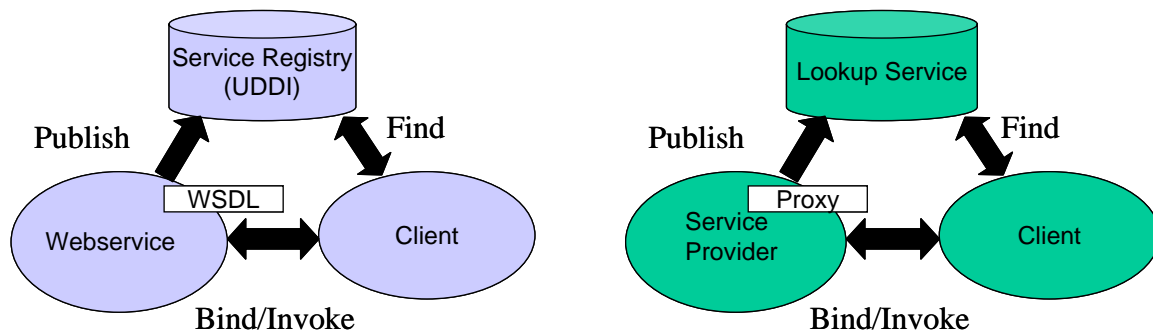 Service Registry
(UDDI)
Publish
Find
WSDL
Webservice
Client
Bind/Invoke
Lookup Service
Publish
Find
Proxy
Service
Provider
Client
Bind/Invoke